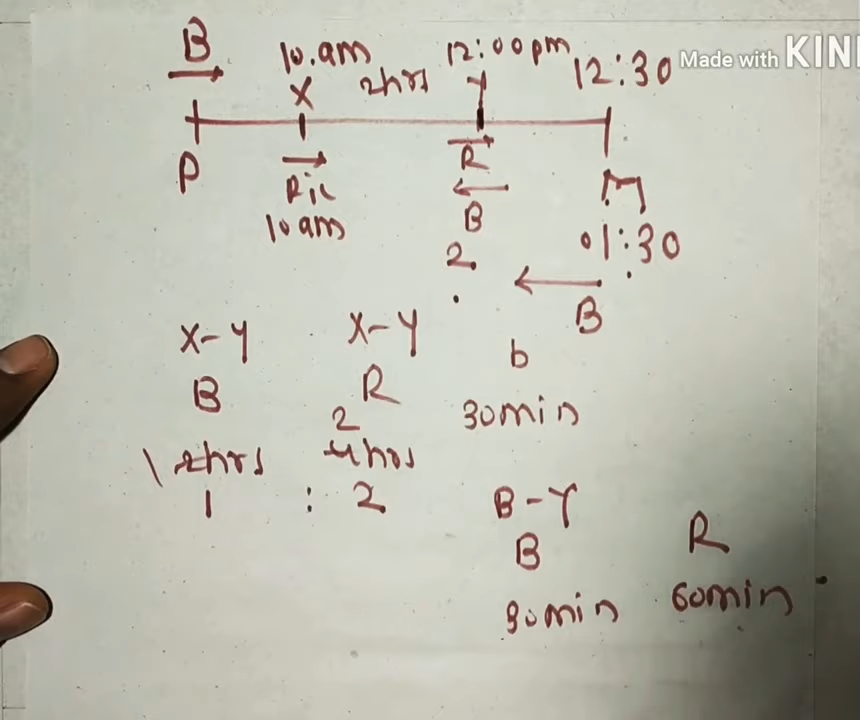 B 10.am 12:00pm 12:30 Made with KIN
X 2hrs Y
P Ric R M
10am B 01:30
2. B
X-Y X-Y b
B R 30min
2
1 2hrs 4hrs
1 : 2 B-Y
B R
30min 60min